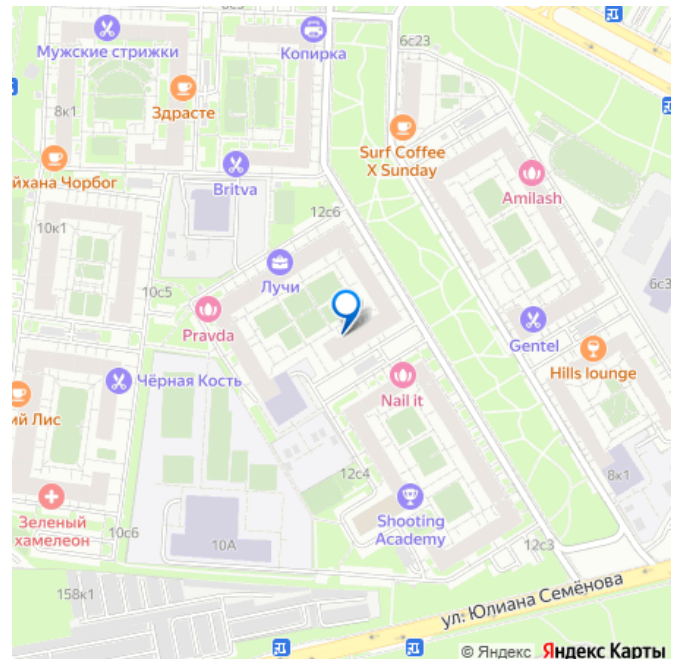 6с3
Мужские стрижки
Копирка
6с23
8к1
Здрасте
Surf Coffee
X Sunday
йхана Чорбог
Britva
Amilash
12с6
10к1
6с3
10с5
Лучи
Pravda
Gentel
Hills lounge
Чёрная Кость
Nail it
ий Лис
12с4
8к1
Зеленый
хамелеон
Shooting
Academy
10с6
10А
12с3
158к1
ул. Юлиана Семёнова
© Яндекс Яндекс Карты